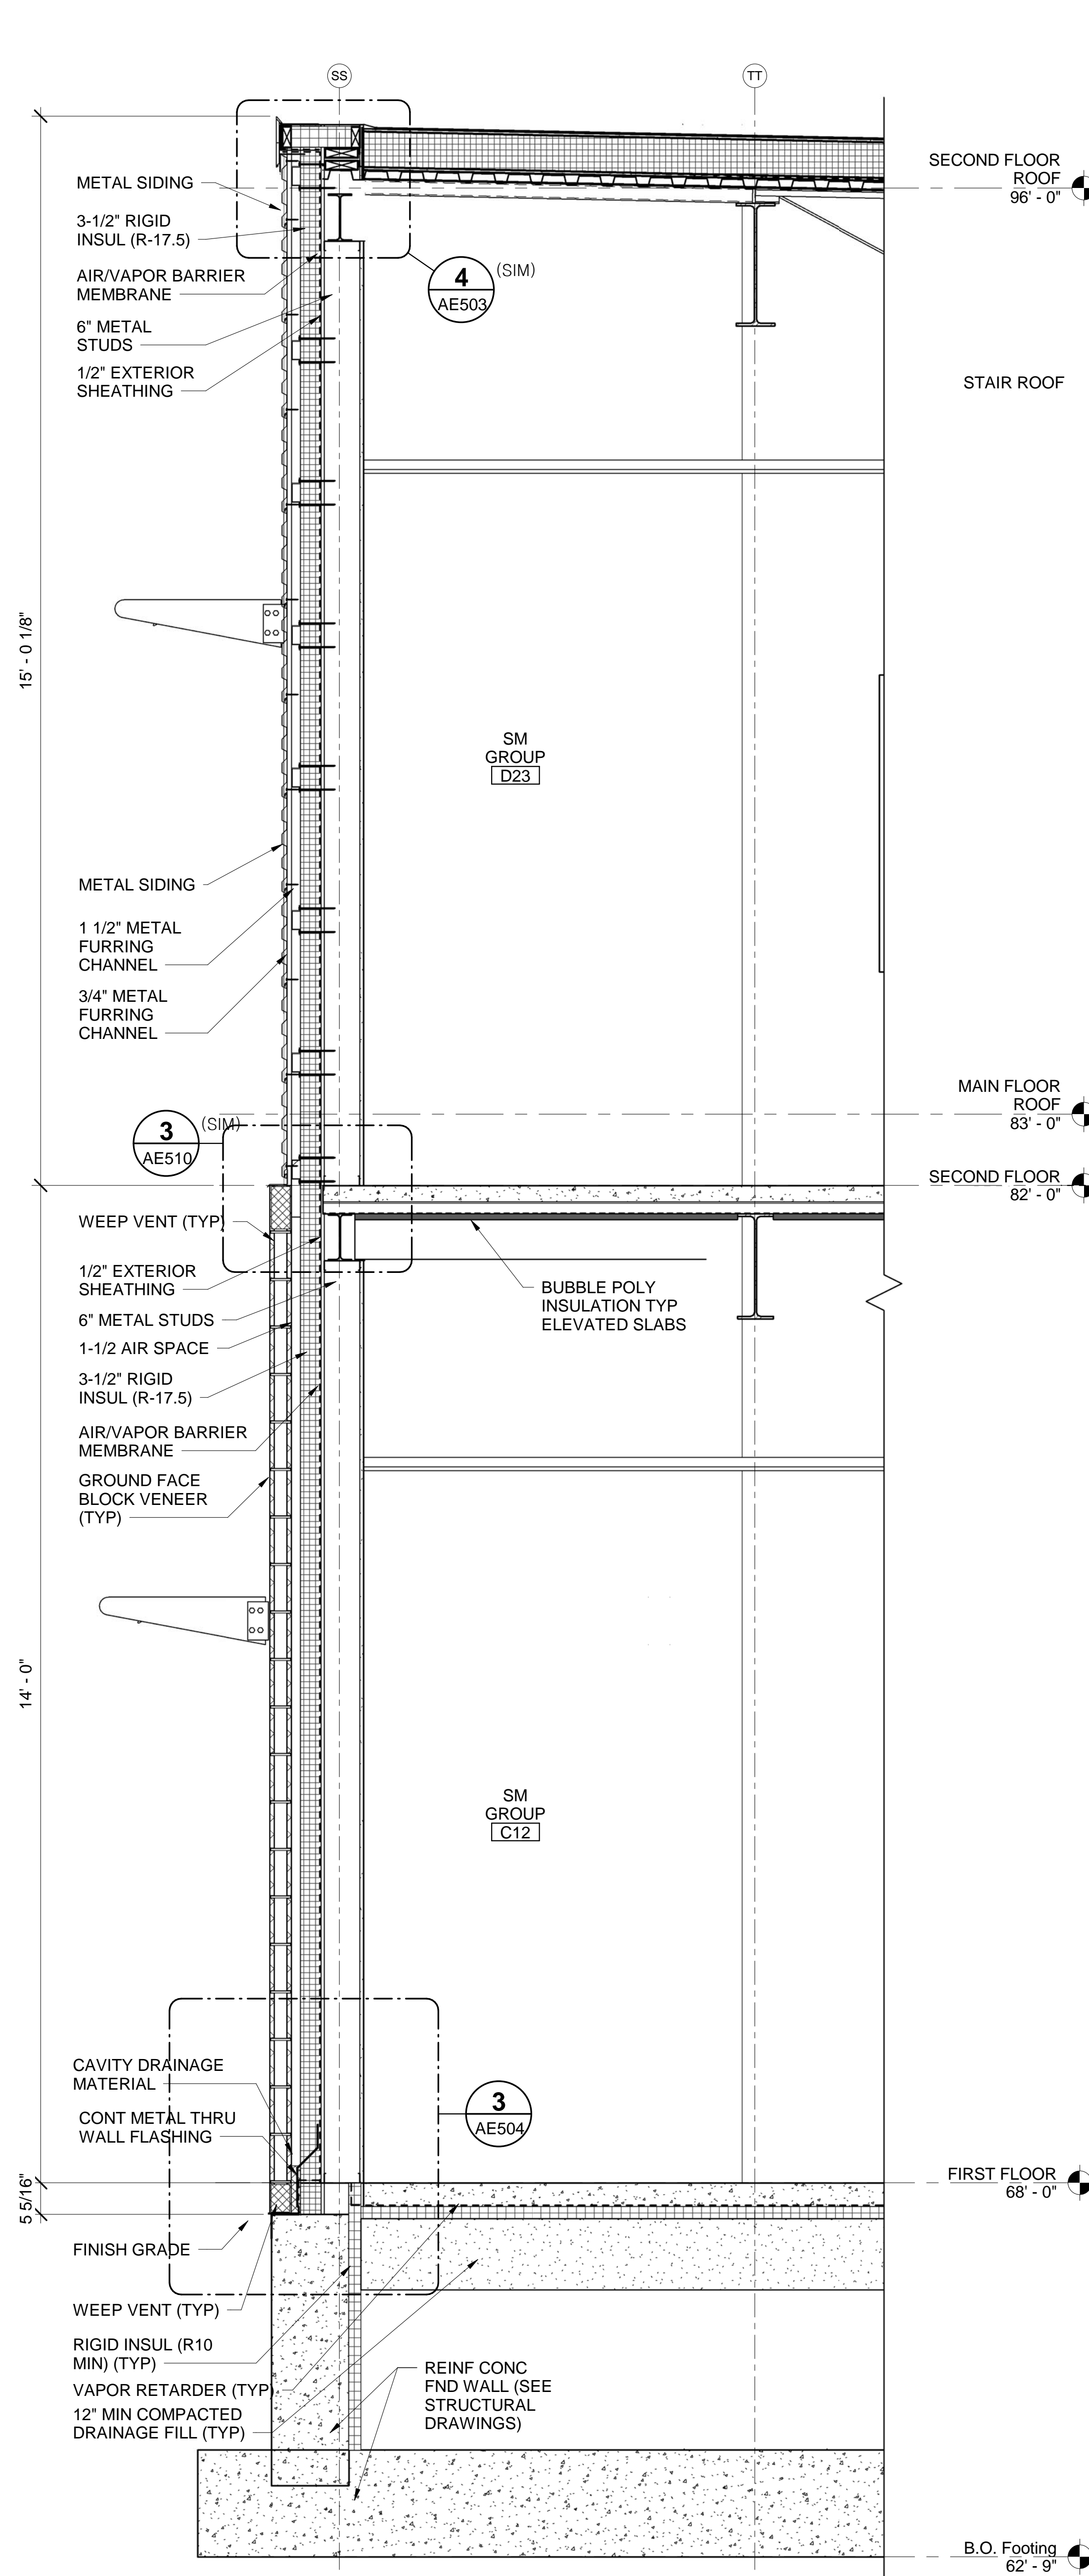 SS
TT
SECOND FLOOR
ROOF
96' - 0"
METAL SIDING
3-1/2" RIGID
INSUL (R-17.5)
AIR/VAPOR BARRIER
MEMBRANE
6" METAL
STUDS
1/2" EXTERIOR
SHEATHING
4
AE503
(SIM)
STAIR ROOF
15' - 0 1/8"
SM
GROUP
D23
METAL SIDING
1 1/2" METAL
FURRING
CHANNEL
3/4" METAL
FURRING
CHANNEL
MAIN FLOOR
ROOF
83' - 0"
3
AE510
(SIM)
SECOND FLOOR
82' - 0"
WEEP VENT (TYP)
1/2" EXTERIOR
SHEATHING
6" METAL STUDS
1-1/2 AIR SPACE
3-1/2" RIGID
INSUL (R-17.5)
AIR/VAPOR BARRIER
MEMBRANE
GROUND FACE
BLOCK VENEER
(TYP)
BUBBLE POLY
INSULATION TYP
ELEVATED SLABS
14' - 0"
SM
GROUP
C12
CAVITY DRAINAGE
MATERIAL
CONT METAL THRU
WALL FLASHING
3
AE504
FIRST FLOOR
68' - 0"
5 5/16"
FINISH GRADE
WEEP VENT (TYP)
RIGID INSUL (R10
MIN) (TYP)
VAPOR RETARDER (TYP)
12" MIN COMPACTED
DRAINAGE FILL (TYP)
REINF CONC
FND WALL (SEE
STRUCTURAL
DRAWINGS)
B.O. Footing
62' - 9"